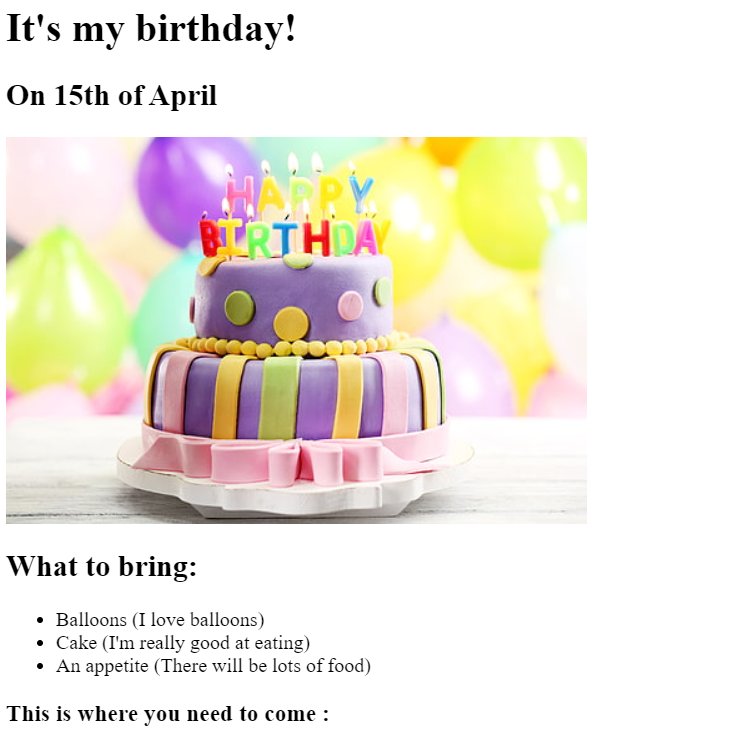 It's my birthday!
On 15th of April
HAPPY
BIRTHDAY
What to bring:
Balloons (I love balloons)
Cake (I'm really good at eating)
An appetite (There will be lots of food)
This is where you need to come :